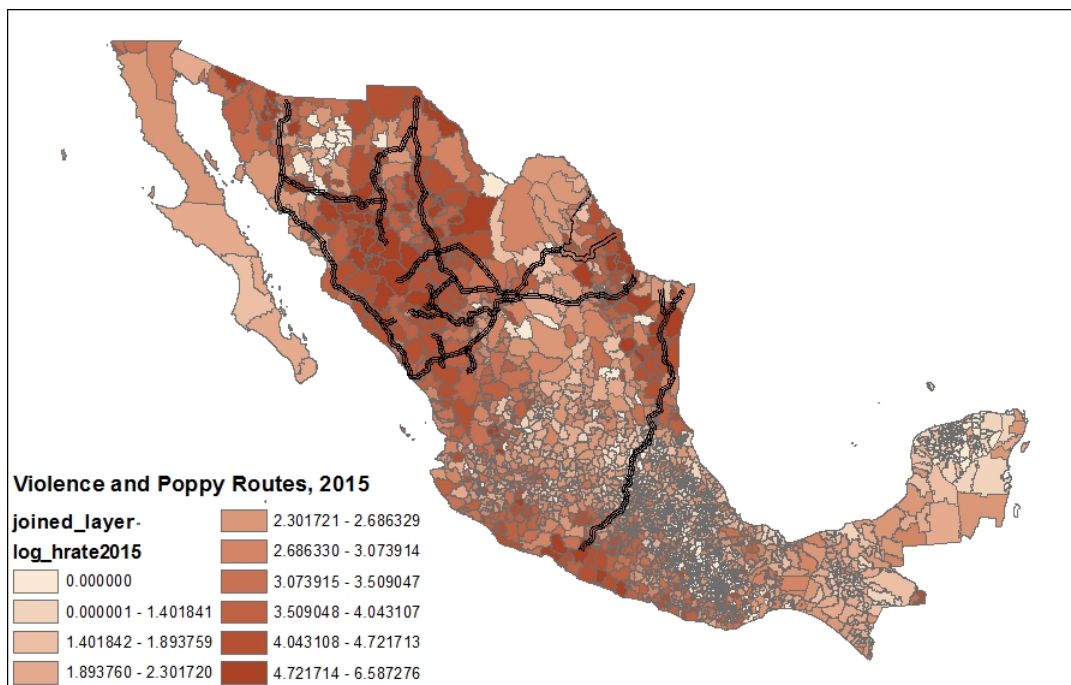 Violence and Poppy Routes, 2015
joined_layer-
log_hrate2015
0.000000
0.000001 - 1.401841
1.401842 - 1.893759
1.893760 - 2.301720
2.301721 - 2.686329
2.686330 - 3.073914
3.073915 - 3.509047
3.509048 - 4.043107
4.043108 - 4.721713
4.721714 - 6.587276